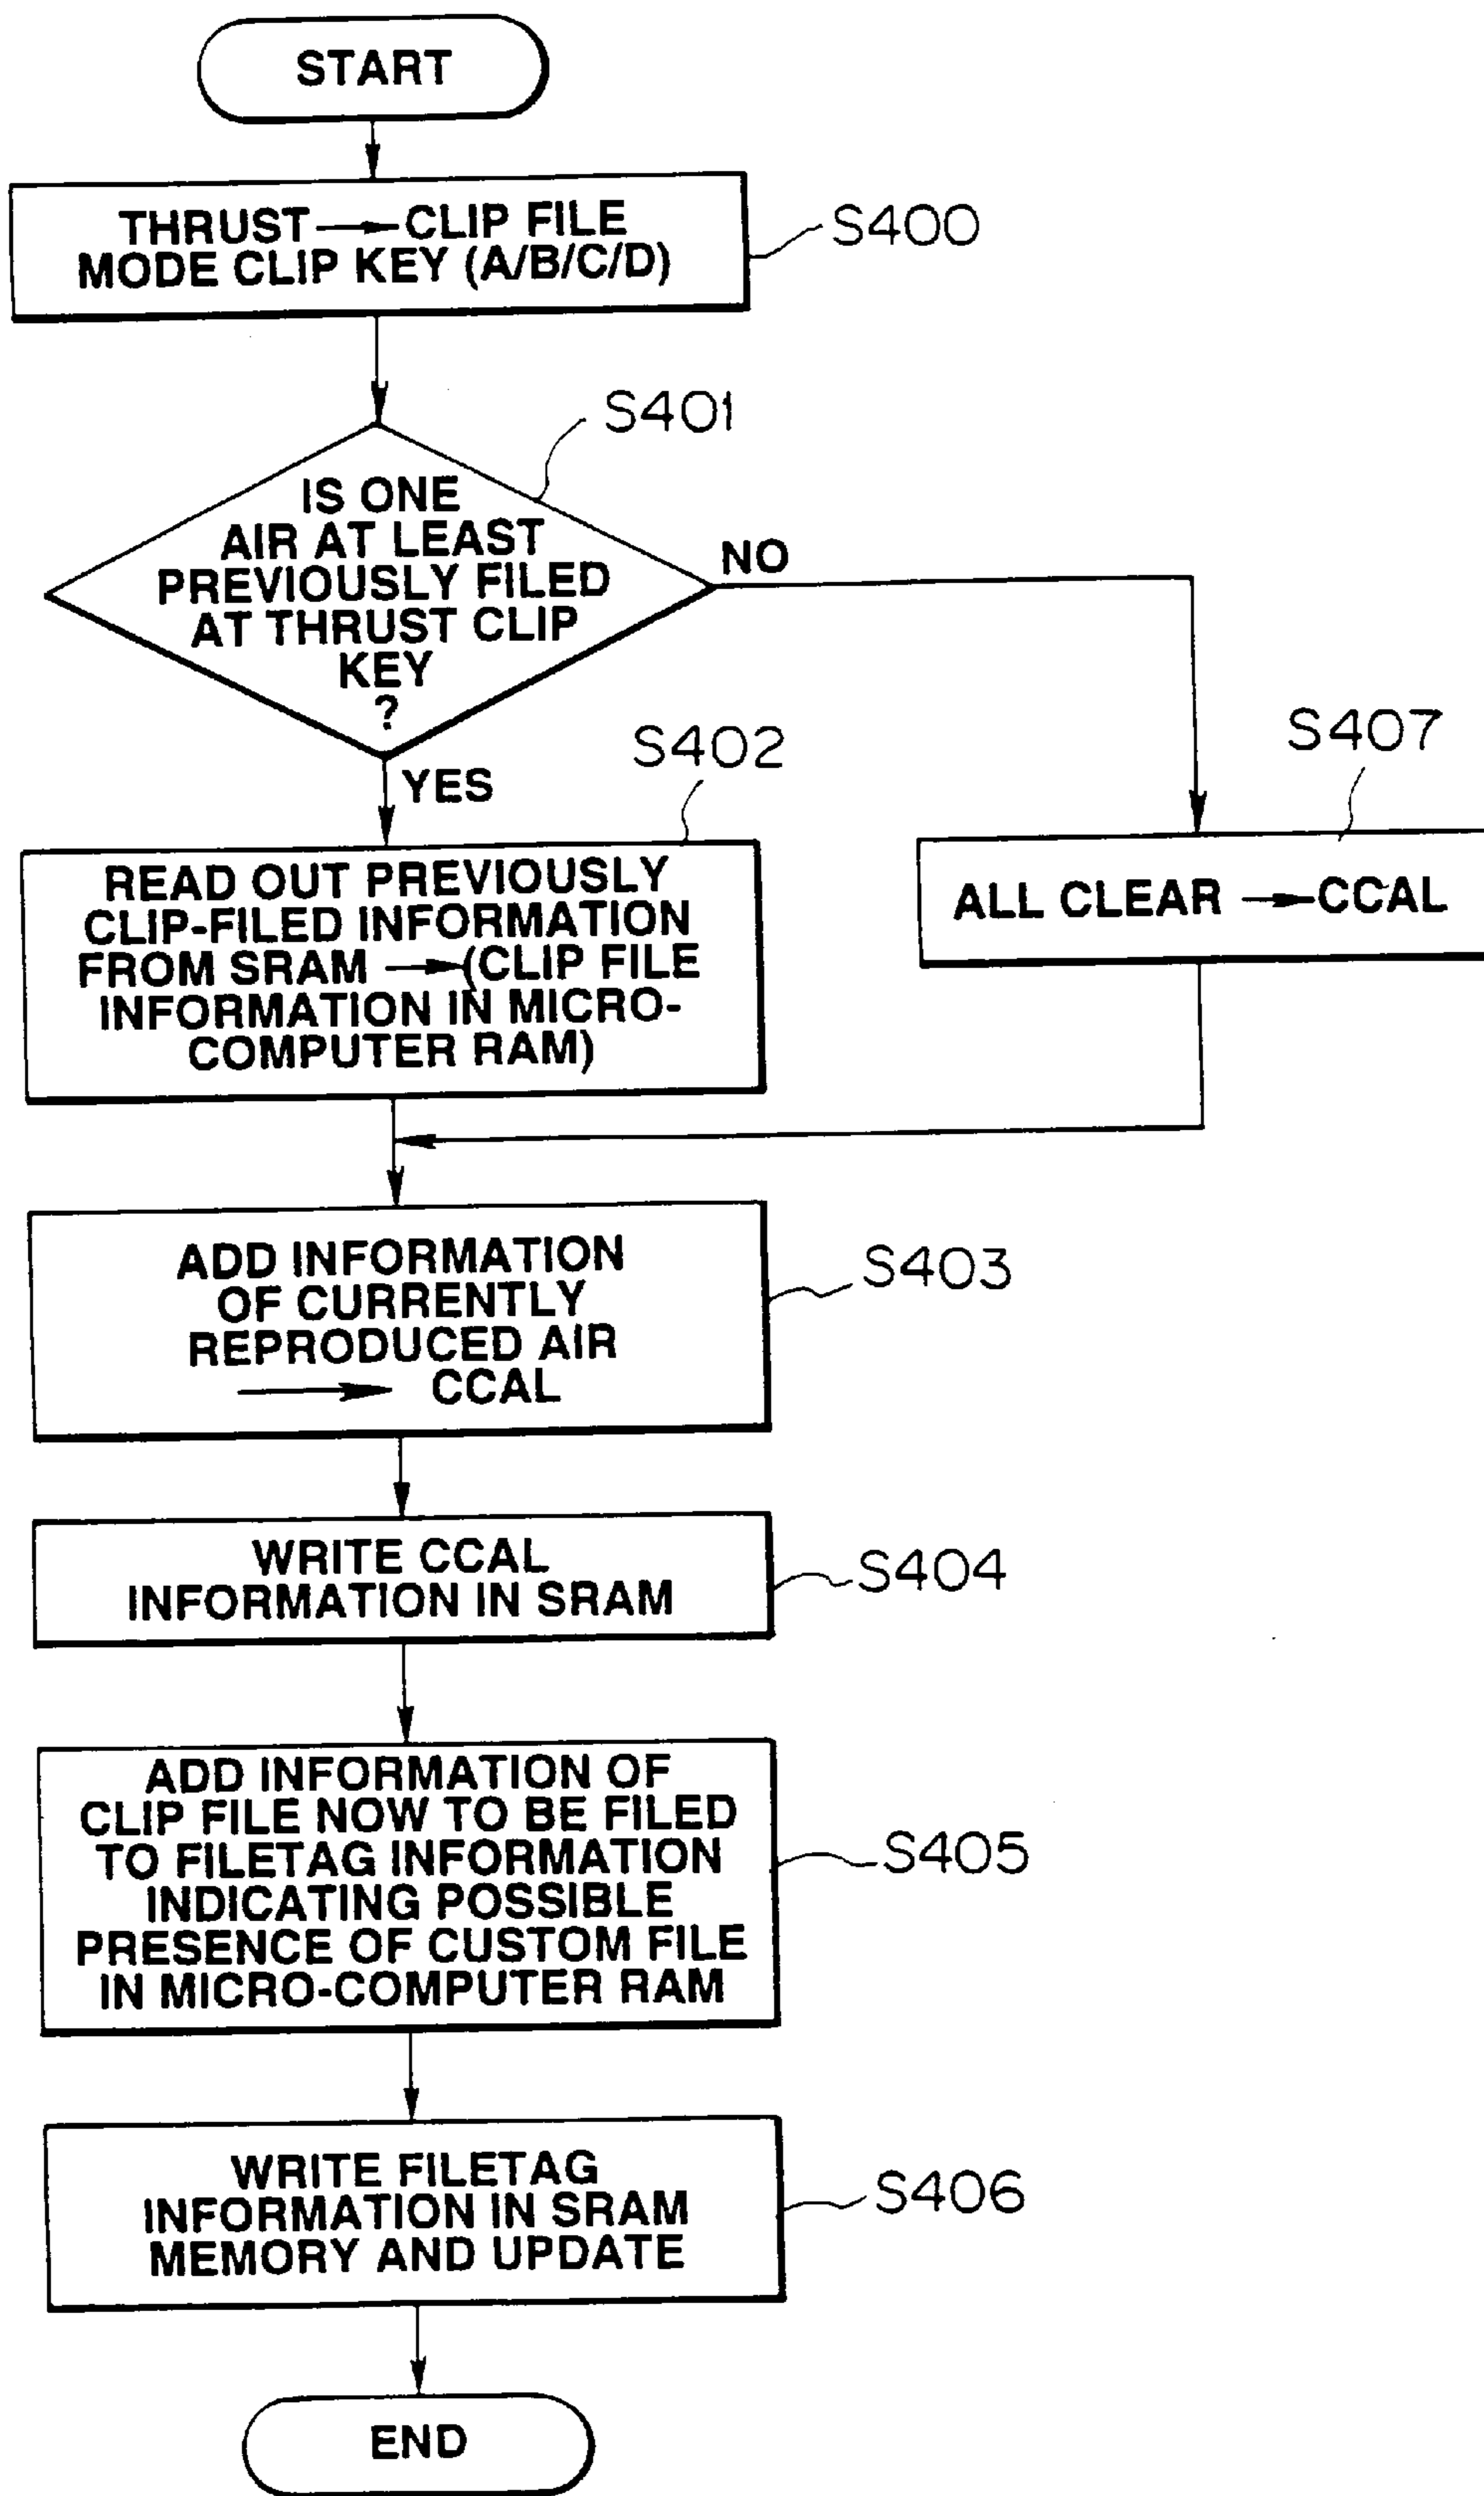 START
THRUST → CLIP FILE
MODE CLIP KEY (A/B/C/D)
S400
S401
IS ONE
AIR AT LEAST
PREVIOUSLY FILED
AT THRUST CLIP
KEY
?
NO
YES
S402
READ OUT PREVIOUSLY
CLIP-FILED INFORMATION
FROM SRAM → (CLIP FILE
INFORMATION IN MICRO-
COMPUTER RAM)
S407
ALL CLEAR → CCAL
ADD INFORMATION
OF CURRENTLY
REPRODUCED AIR
→ CCAL
S403
WRITE CCAL
INFORMATION IN SRAM
S404
ADD INFORMATION OF
CLIP FILE NOW TO BE FILED
TO FILETAG INFORMATION
INDICATING POSSIBLE
PRESENCE OF CUSTOM FILE
IN MICRO-COMPUTER RAM
S405
WRITE FILETAG
INFORMATION IN SRAM
MEMORY AND UPDATE
S406
END